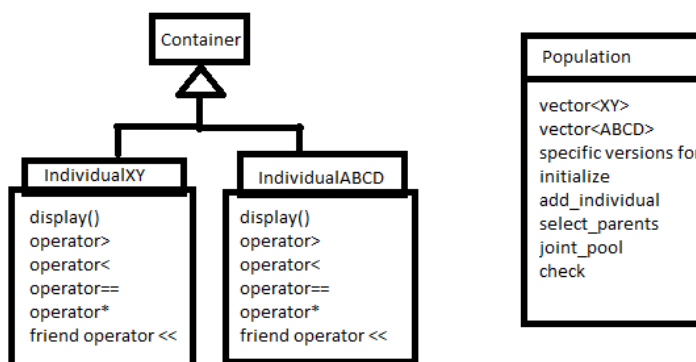 Container
IndividualXY
display()
operator>
operator<
operator==
operator*
friend operator <<
IndividualABCD
display()
operator>
operator<
operator==
operator*
friend operator <<
Population
vector<XY>
vector<ABCD>
specific versions for
initialize
add_individual
select_parents
joint_pool
check